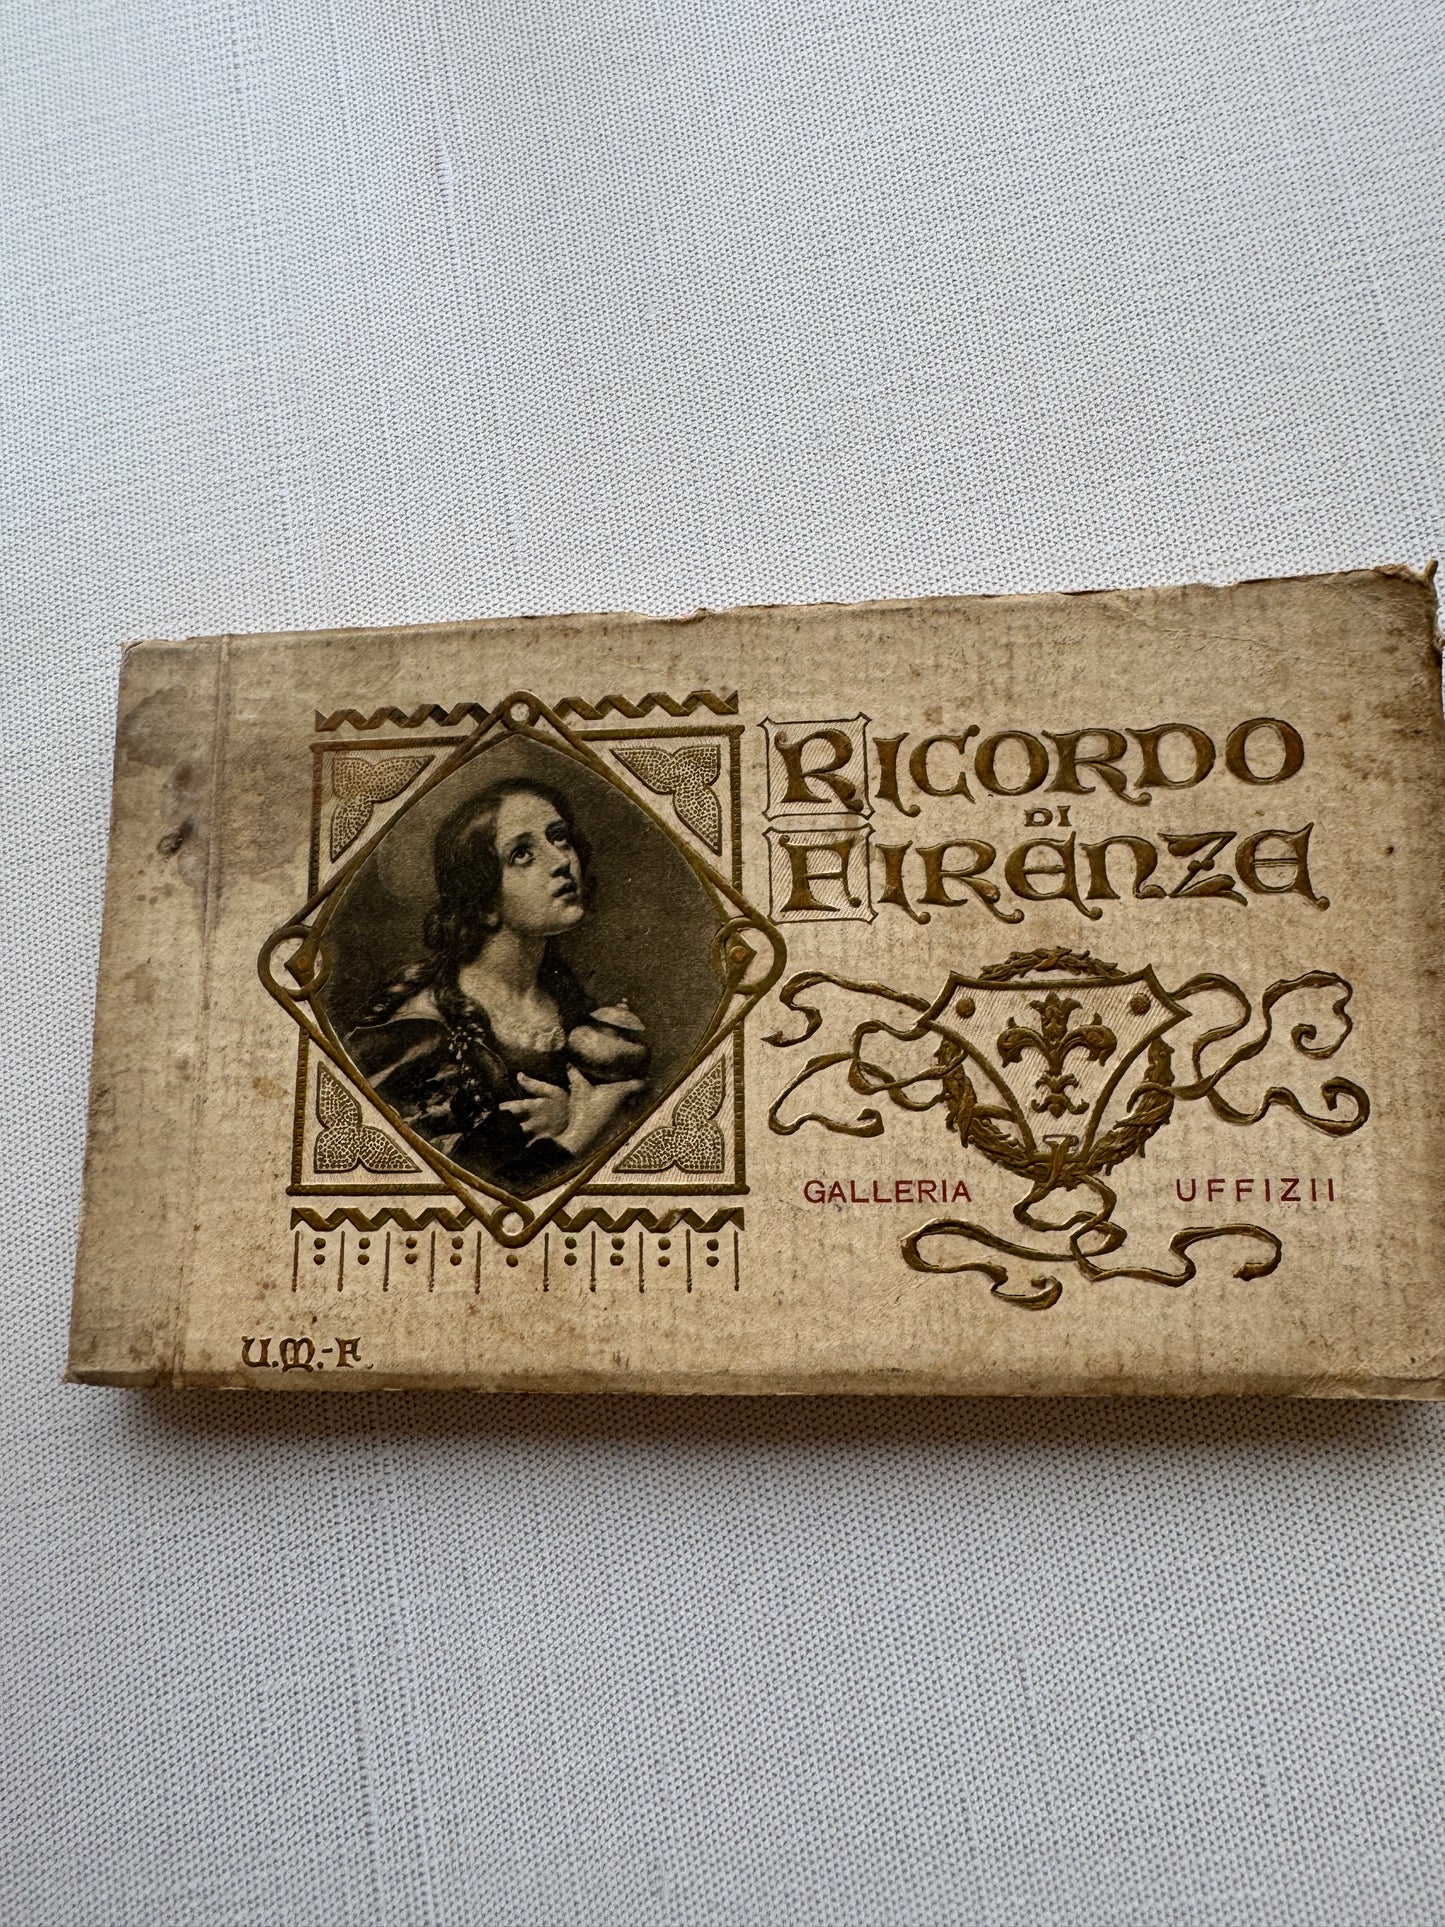 RICORDO
DI
FIRENZE
GALLERIA UFFIZII
U.M.-F.